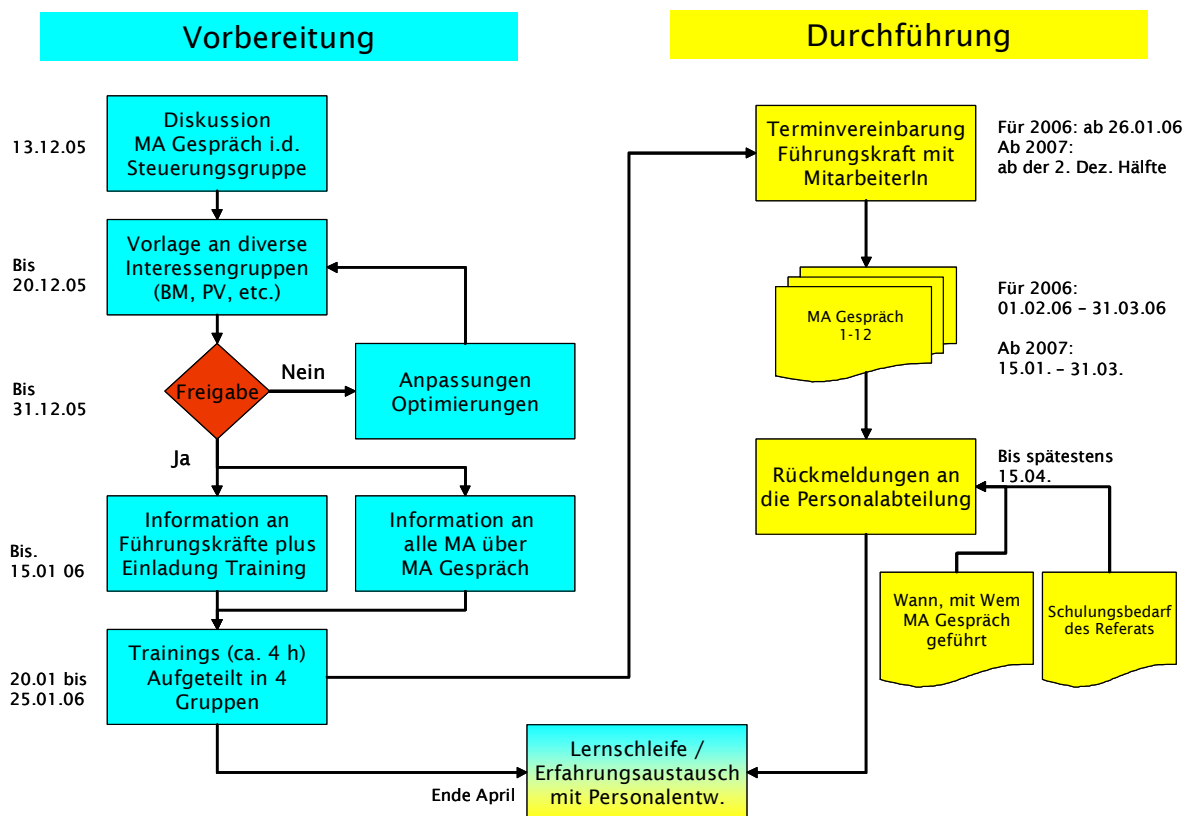 Vorbereitung
13.12.05
Diskussion
MA Gespräch i.d.
Steuerungsgruppe
Bis
20.12.05
Vorlage an diverse
Interessengruppen
(BM, PV, etc.)
Bis
31.12.05
Freigabe
Nein
Anpassungen
Optimierungen
Ja
Bis.
15.01 06
Information an
Führungskräfte plus
Einladung Training
Information an
alle MA über
MA Gespräch
20.01 bis
25.01.06
Trainings (ca. 4 h)
Aufgeteilt in 4
Gruppen
Durchführung
Terminvereinbarung
Führungskraft mit
MitarbeiterIn
Für 2006: ab 26.01.06
Ab 2007:
ab der 2. Dez. Hälfte
MA Gespräch
1-12
Für 2006:
01.02.06 – 31.03.06
Ab 2007:
15.01. – 31.03.
Rückmeldungen an
die Personalabteilung
Bis spätestens
15.04.
Wann, mit Wem
MA Gespräch
geführt
Schulungsbedarf
des Referats
Ende April
Lernschleife /
Erfahrungsaustausch
mit Personalentw.